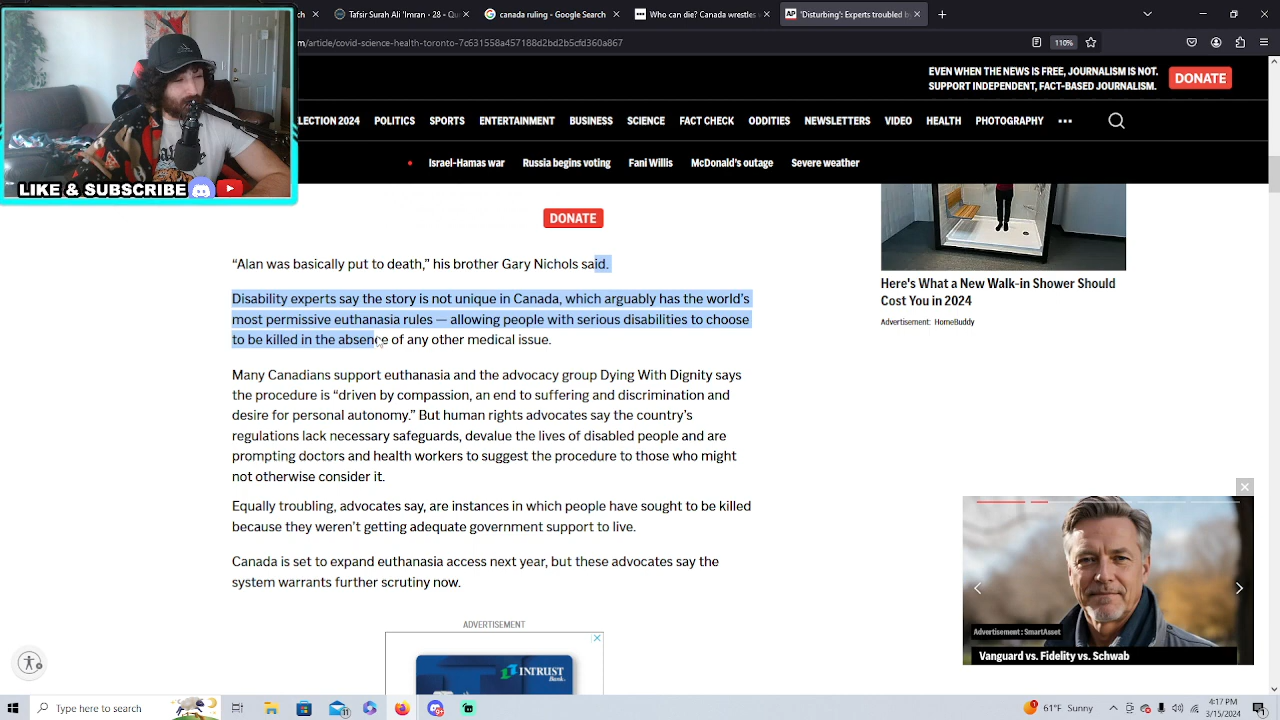 Tafsir Surah Ali Imran - 26 - Qu
canada ruling - Google Search
Who can die? Canada wrestles
'Disturbing': Experts troubled b
m/article/covid-science-health-toronto-7c631558a457188d2bd2b5cfd360a867
110%
EVEN WHEN THE NEWS IS FREE, JOURNALISM IS NOT.
SUPPORT INDEPENDENT, FACT-BASED JOURNALISM.
DONATE
LECTION 2024 POLITICS SPORTS ENTERTAINMENT BUSINESS SCIENCE FACT CHECK ODDITIES NEWSLETTERS VIDEO HEALTH PHOTOGRAPHY
Israel-Hamas war Russia begins voting Fani Willis McDonald's outage Severe weather
LIKE & SUBSCRIBE
DONATE
“Alan was basically put to death,” his brother Gary Nichols said.
Disability experts say the story is not unique in Canada, which arguably has the world’s
most permissive euthanasia rules — allowing people with serious disabilities to choose
to be killed in the absence of any other medical issue.
Many Canadians support euthanasia and the advocacy group Dying With Dignity says
the procedure is “driven by compassion, an end to suffering and discrimination and
desire for personal autonomy.” But human rights advocates say the country’s
regulations lack necessary safeguards, devalue the lives of disabled people and are
prompting doctors and health workers to suggest the procedure to those who might
not otherwise consider it.
Equally troubling, advocates say, are instances in which people have sought to be killed
because they weren’t getting adequate government support to live.
Canada is set to expand euthanasia access next year, but these advocates say the
system warrants further scrutiny now.
ADVERTISEMENT
INTRUST
Bank
Here's What a New Walk-in Shower Should
Cost You in 2024
Advertisement: HomeBuddy
Advertisement : SmartAsset
Vanguard vs. Fidelity vs. Schwab
Type here to search
61°F Sunny
4:17 PM
3/15/2024